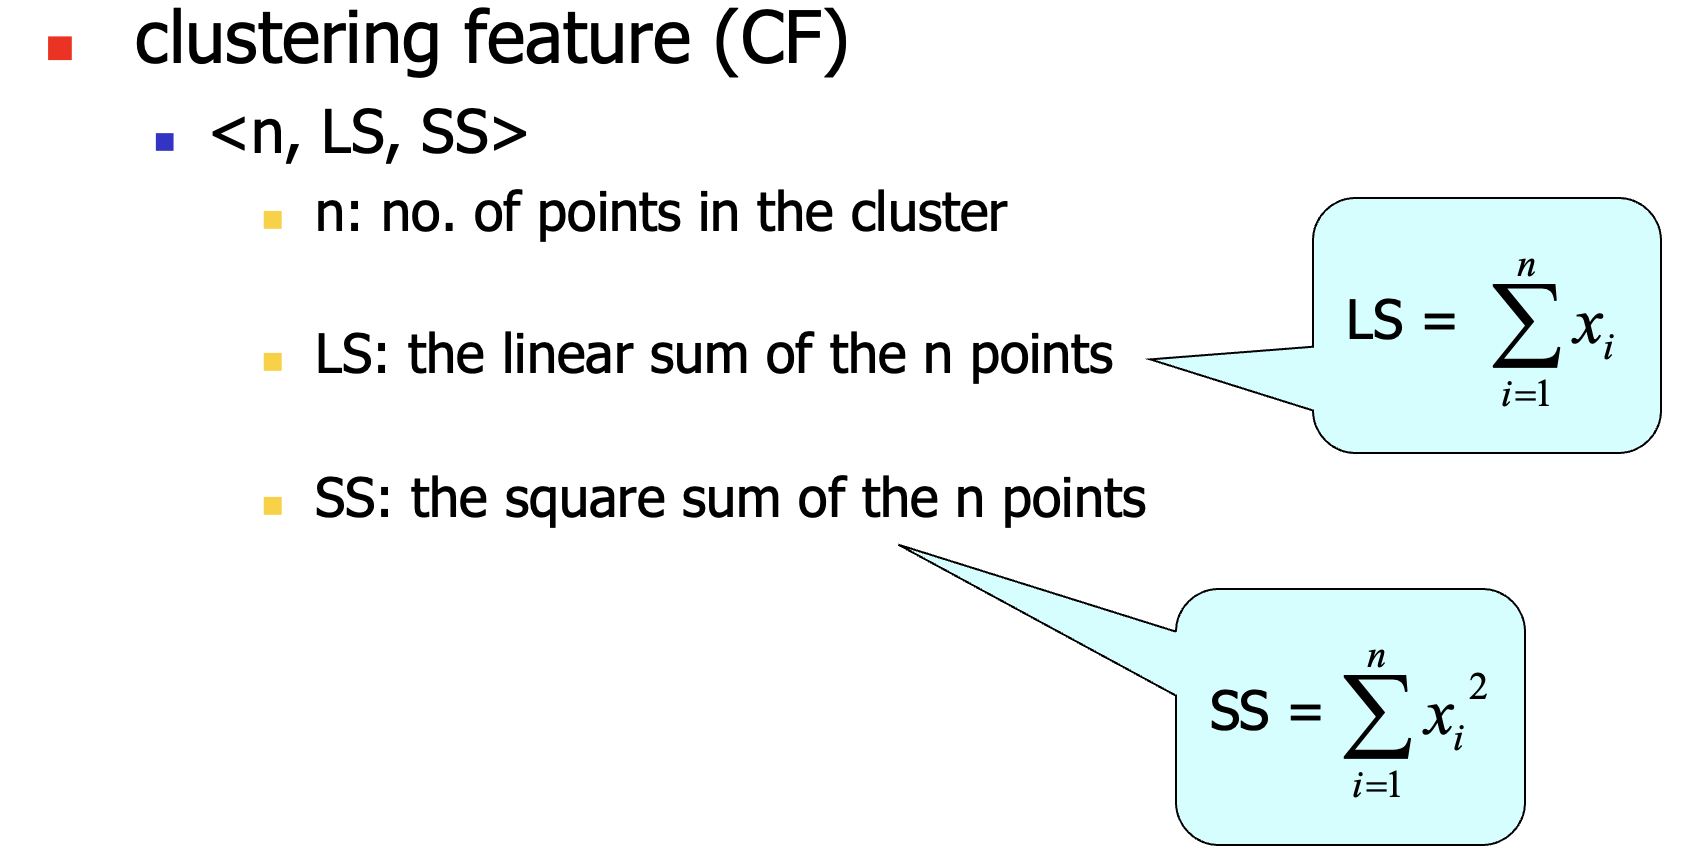 clustering feature (CF)
<n, LS, SS>
n: no. of points in the cluster
LS: the linear sum of the n points
LS = \sum_{i=1}^{n} x_i
SS: the square sum of the n points
SS = \sum_{i=1}^{n} x_i^2